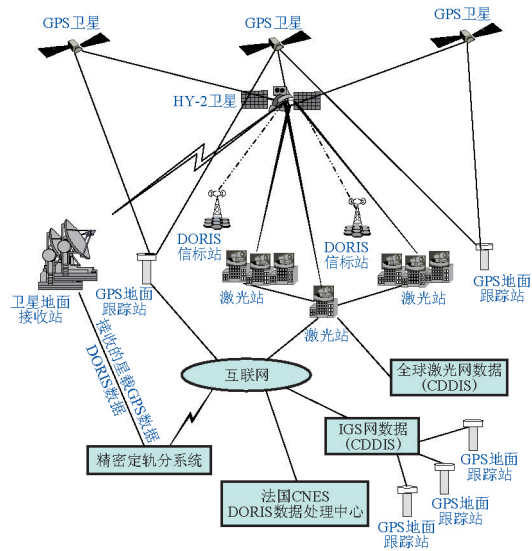 GPS卫星
GPS卫星
GPS卫星
HY-2卫星
DORIS
信标站
DORIS
信标站
卫星地面
接收站
GPS地面
跟踪站
激光站
激光站
激光站
GPS地面
跟踪站
接收的星载GPS数据
DORIS数据
互联网
全球激光网数据
(CDDIS)
精密定轨分系统
IGS网数据
(CDDIS)
法国CNES
DORIS数据处理中心
GPS地面
跟踪站
GPS地面
跟踪站
GPS地面
跟踪站